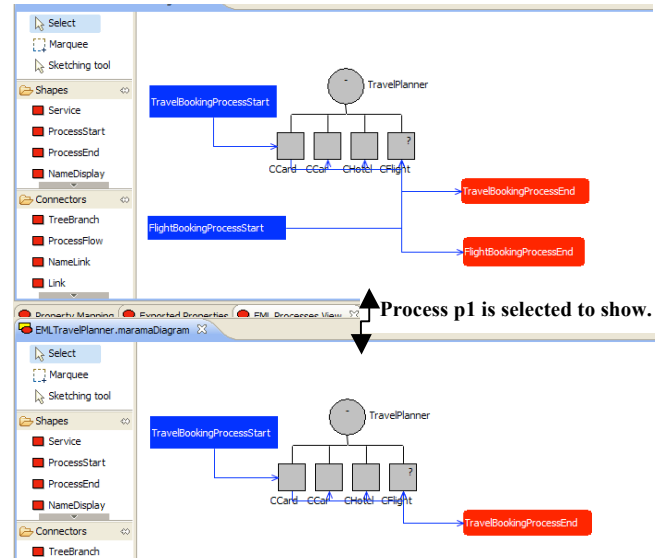 Select
Marquee
Sketching tool
Shapes
Service
ProcessStart
ProcessEnd
NameDisplay
Connectors
TreeBranch
ProcessFlow
NameLink
Link
-
TravelPlanner
TravelBookingProcessStart
?
CCard CCar CHotel CFlight
TravelBookingProcessEnd
FlightBookingProcessStart
FlightBookingProcessEnd
Property Mapping Exported Properties EML Processes View
Process p1 is selected to show.
EMLTravelPlanner.maramaDiagram
Select
Marquee
Sketching tool
Shapes
Service
ProcessStart
ProcessEnd
NameDisplay
Connectors
TreeBranch
-
TravelPlanner
TravelBookingProcessStart
?
CCard CCar CHotel CFlight
TravelBookingProcessEnd